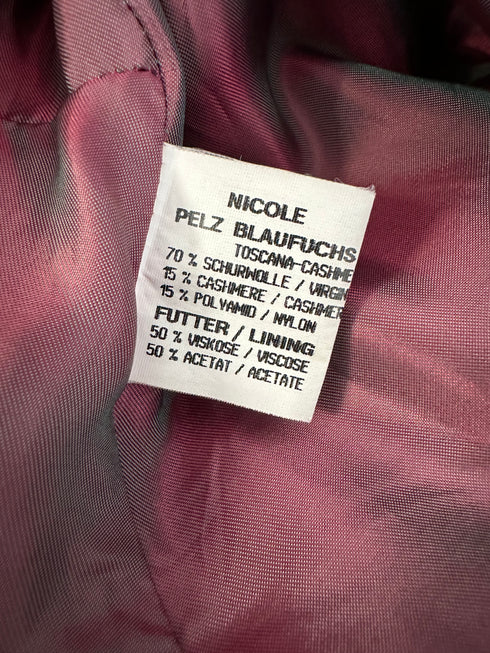 NICOLE
PELZ BLAUFUCHS
TOSCANA-CASHME
70 % SCHURWOLLE / VIRGIN
15 % CASHMERE / CASHMER
15 % POLYAMID / NYLON
FUTTER / LINING
50 % VISKOSE / VISCOSE
50 % ACETAT / ACETATE